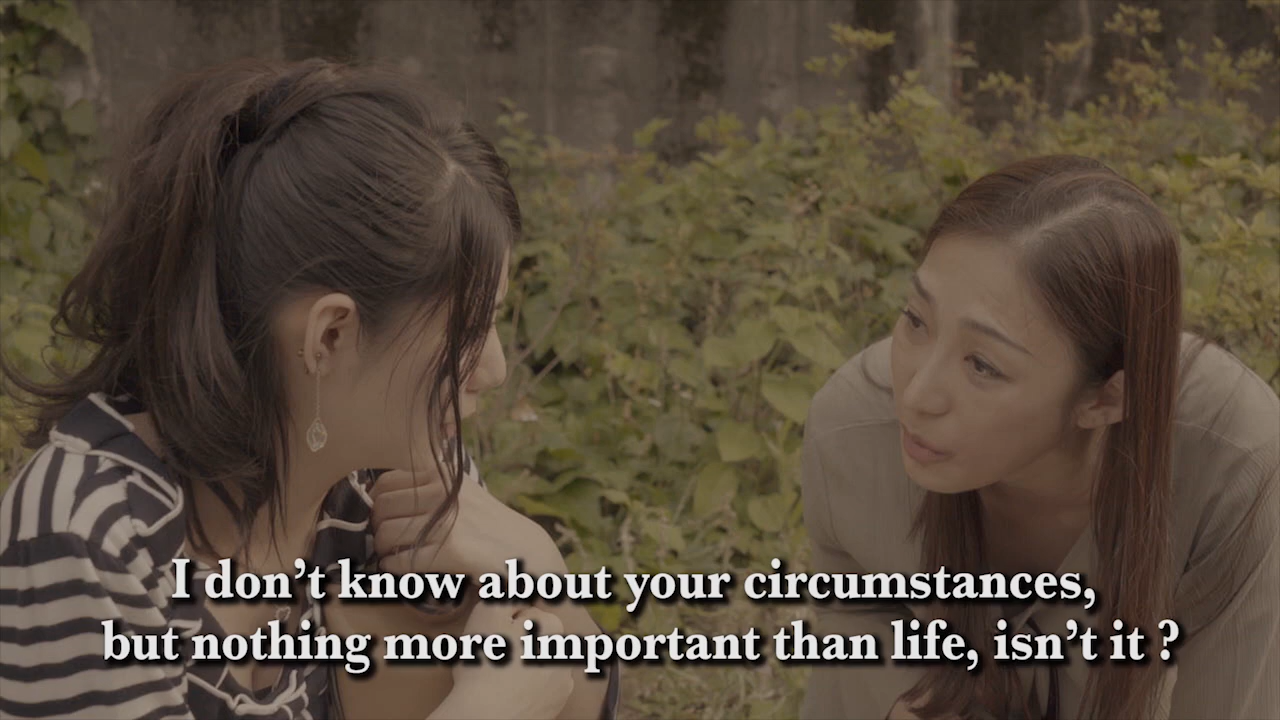 I don’t know about your circumstances,
but nothing more important than life, isn’t it ?